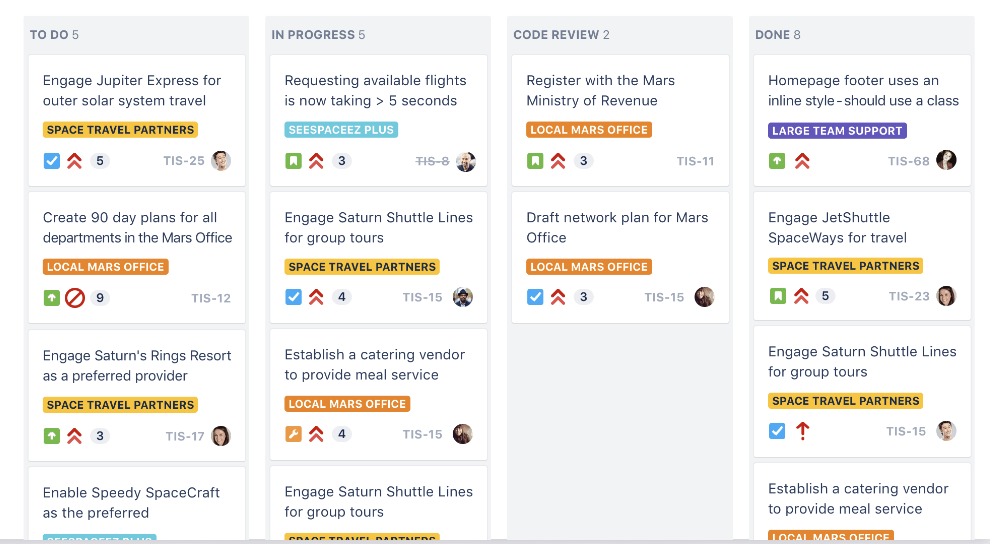 TO DO 5
Engage Jupiter Express for
outer solar system travel
SPACE TRAVEL PARTNERS
5 TIS-25
Create 90 day plans for all
departments in the Mars Office
LOCAL MARS OFFICE
9 TIS-12
Engage Saturn's Rings Resort
as a preferred provider
SPACE TRAVEL PARTNERS
3 TIS-17
Enable Speedy SpaceCraft
as the preferred
SEESPACEEZ PLUS
IN PROGRESS 5
Requesting available flights
is now taking > 5 seconds
SEESPACEEZ PLUS
3 TIS-8
Engage Saturn Shuttle Lines
for group tours
SPACE TRAVEL PARTNERS
4 TIS-15
Establish a catering vendor
to provide meal service
LOCAL MARS OFFICE
4 TIS-15
Engage Saturn Shuttle Lines
for group tours
SPACE TRAVEL PARTNERS
CODE REVIEW 2
Register with the Mars
Ministry of Revenue
LOCAL MARS OFFICE
3 TIS-11
Draft network plan for Mars
Office
LOCAL MARS OFFICE
3 TIS-15
DONE 8
Homepage footer uses an
inline style-should use a class
LARGE TEAM SUPPORT
TIS-68
Engage JetShuttle
SpaceWays for travel
SPACE TRAVEL PARTNERS
5 TIS-23
Engage Saturn Shuttle Lines
for group tours
SPACE TRAVEL PARTNERS
TIS-15
Establish a catering vendor
to provide meal service
LOCAL MARS OFFICE